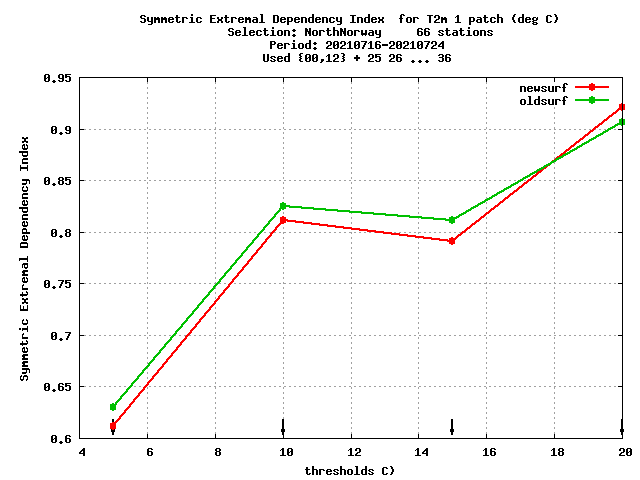 Symmetric Extremal Dependency Index  for T2m 1 patch (deg C)
Selection: NorthNorway     66 stations
Period: 20210716-20210724
Used {00,12} + 25 26 ... 36
newsurf
oldsurf
Symmetric Extremal Dependency Index
0.95
0.9
0.85
0.8
0.75
0.7
0.65
0.6
4 6 8 10 12 14 16 18 20
thresholds C)